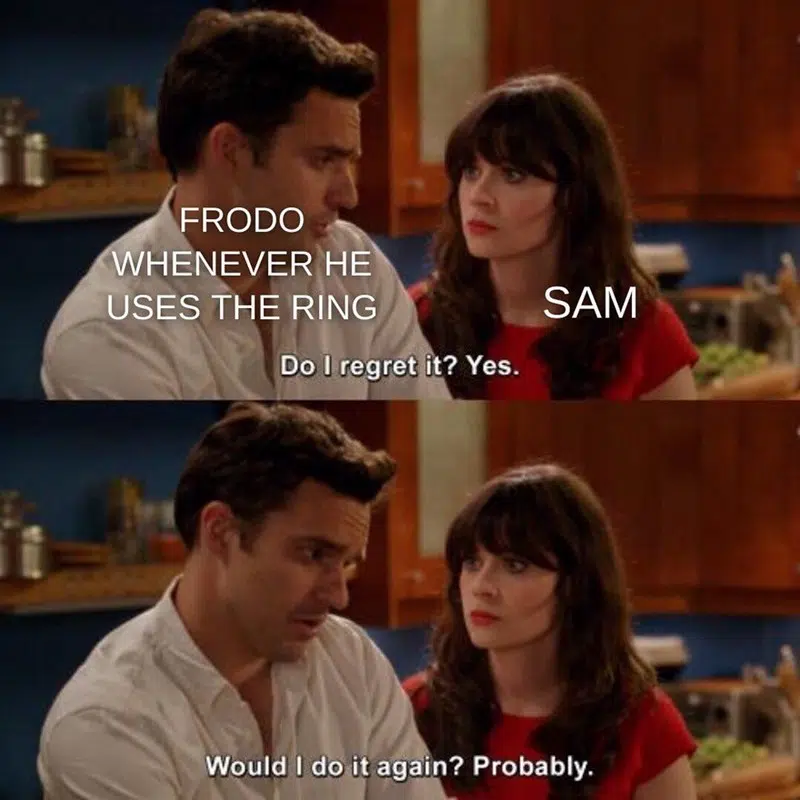 FRODO
WHENEVER HE
USES THE RING
SAM
Do I regret it? Yes.
Would I do it again? Probably.